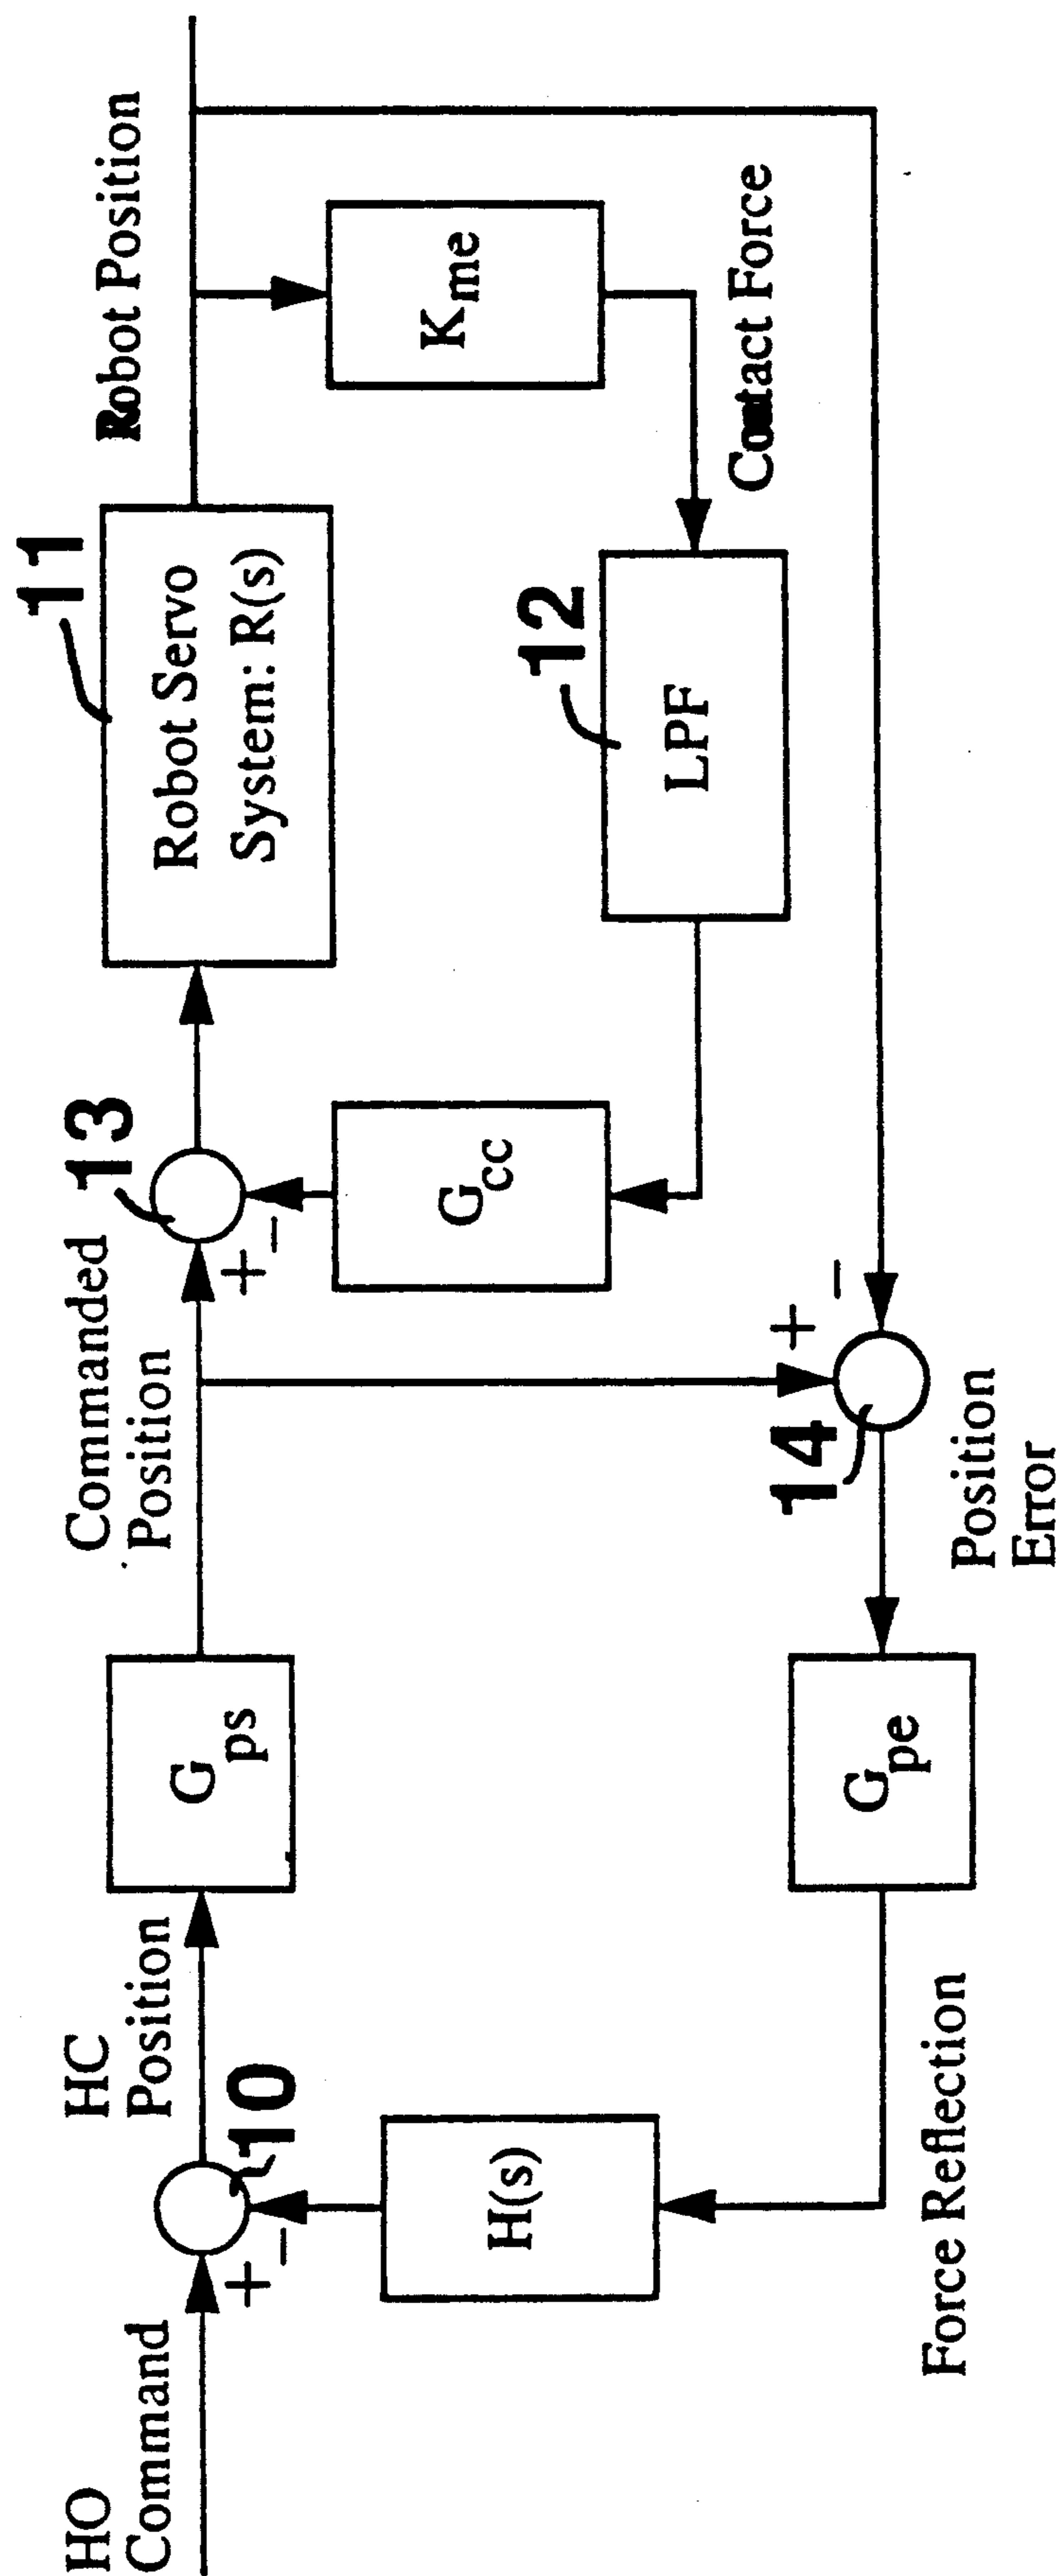 HO
Command
+
−
10
HC
Position
G ps
Commanded
Position
13
+
−
11
Robot Servo
System: R(s)
Robot Position
H(s)
G cc
12
LPF
K me
Contact Force
Force Reflection
G pe
14
+
−
Position
Error